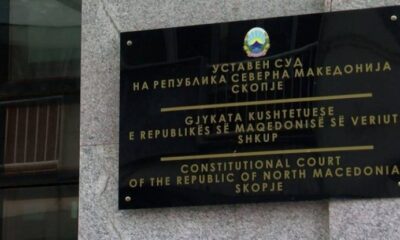 УСТАВЕН СУД
НА РЕПУБЛИКА СЕВЕРНА МАКЕДОНИЈА
СКОПЈЕ
GJYKATA KUSHTETUESE
E REPUBLIKËS SË MAQEDONISË SË VERIUT
SHKUP
CONSTITUTIONAL COURT
OF THE REPUBLIC OF NORTH MACEDONIA
SKOPJE